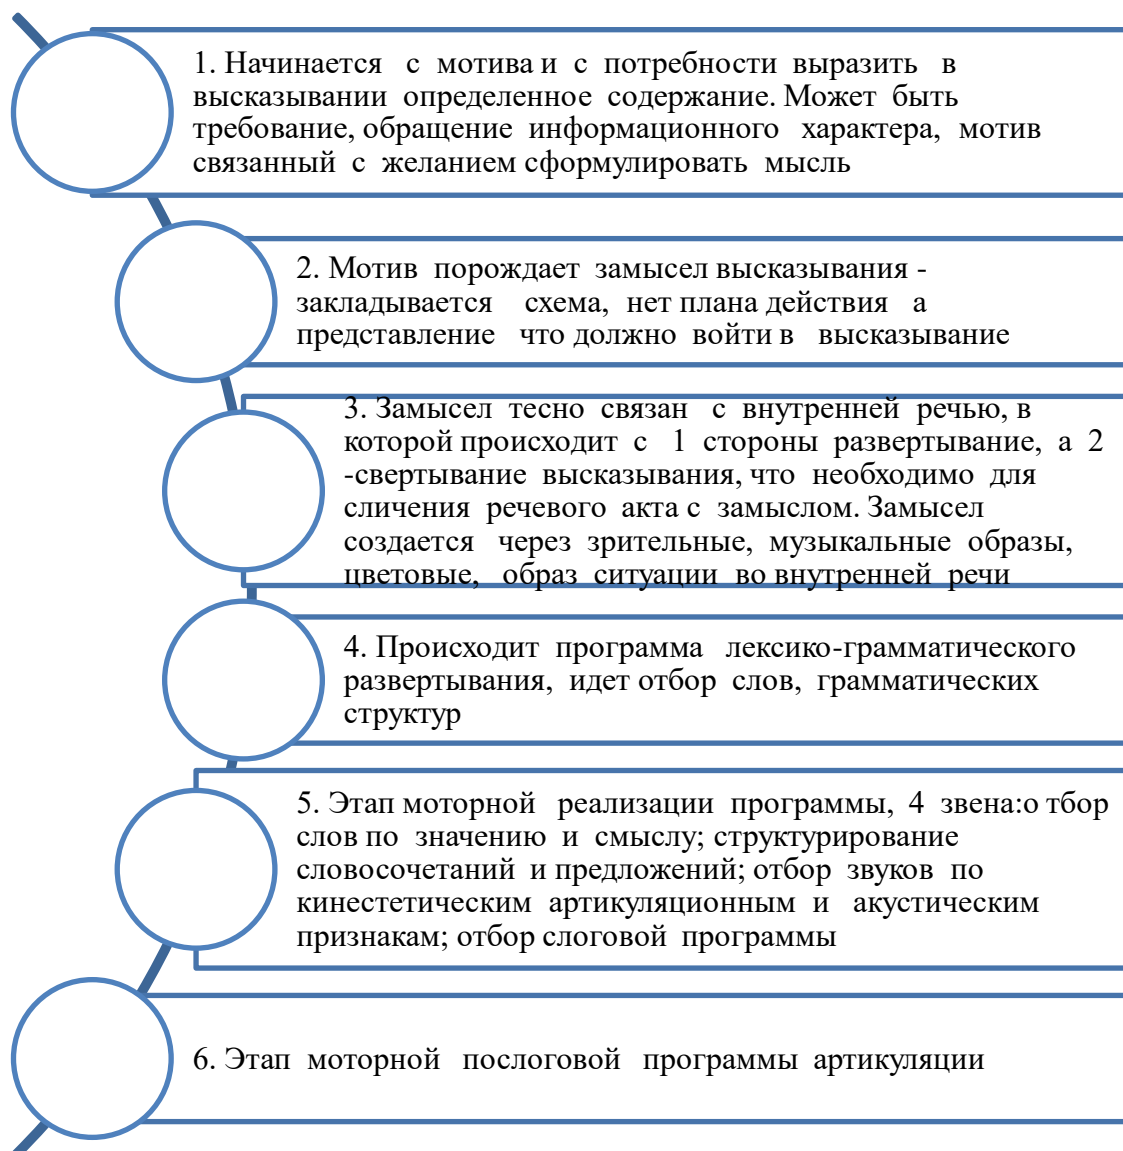 1. Начинается с мотива и с потребности выразить в
высказывании определенное содержание. Может быть
требование, обращение информационного характера, мотив
связанный с желанием сформулировать мысль
2. Мотив порождает замысел высказывания -
закладывается схема, нет плана действия а
представление что должно войти в высказывание
3. Замысел тесно связан с внутренней речью, в
которой происходит с 1 стороны развертывание, а 2
-свертывание высказывания, что необходимо для
сличения речевого акта с замыслом. Замысел
создается через зрительные, музыкальные образы,
цветовые, образ ситуации во внутренней речи
4. Происходит программа лексико-грамматического
развертывания, идет отбор слов, грамматических
структур
5. Этап моторной реализации программы, 4 звена:о тбор
слов по значению и смыслу; структурирование
словосочетаний и предложений; отбор звуков по
кинестетическим артикуляционным и акустическим
признакам; отбор слоговой программы
6. Этап моторной послоговой программы артикуляции